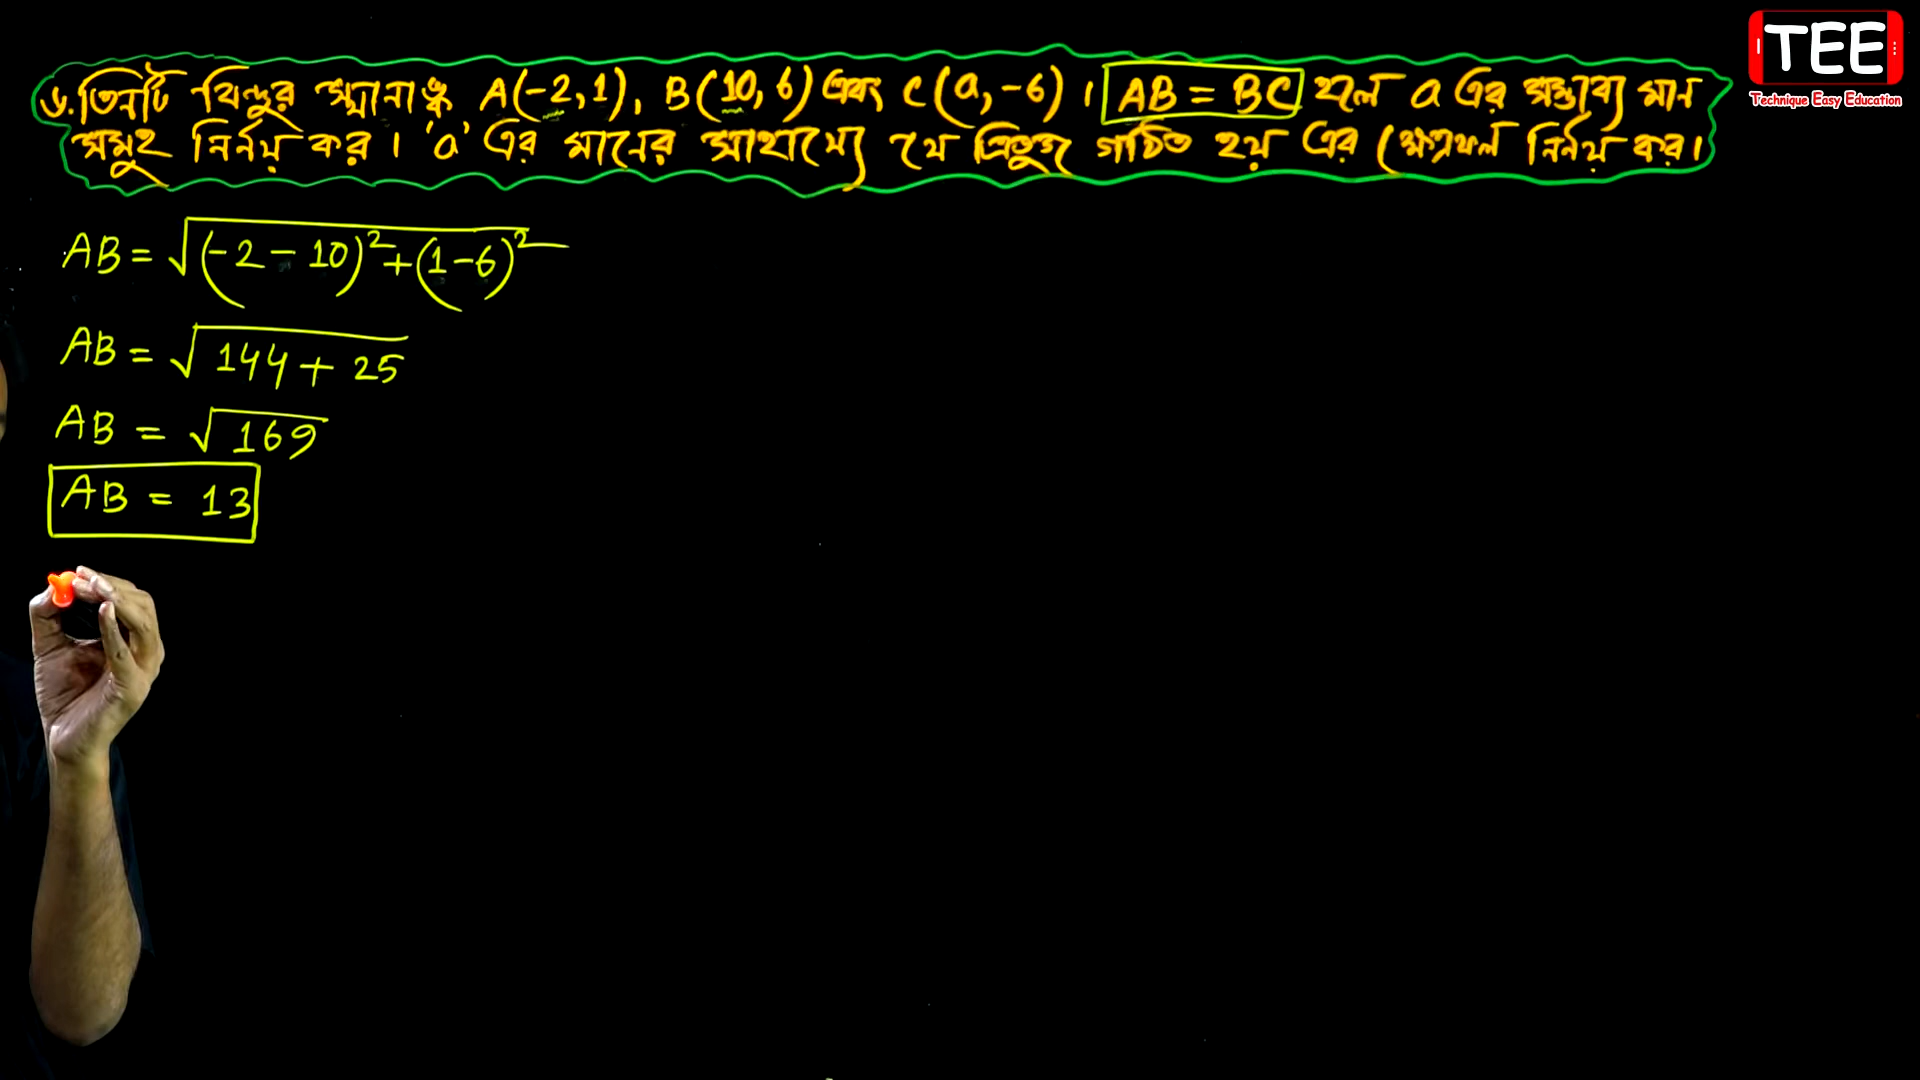 TEE
Technique Easy Education
৬. তিনটি বিন্দুর স্থানাঙ্ক A(-2,1), B(10,6) এবং C(a,-6) । AB = BC হলে a এর সম্ভাব্য মান
সমুহ নির্নয় কর । 'a' এর মানের সাহায্যে যে ত্রিভুজ গঠিত হয় এর ক্ষেত্রফল নির্নয় কর।
AB = √(-2 - 10)² + (1-6)²
AB = √144 + 25
AB = √169
AB = 13